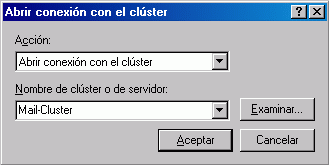 Abrir conexión con el clúster
Acción:
Abrir conexión con el clúster
Nombre de clúster o de servidor:
Mail-Cluster
Examinar...
Aceptar
Cancelar